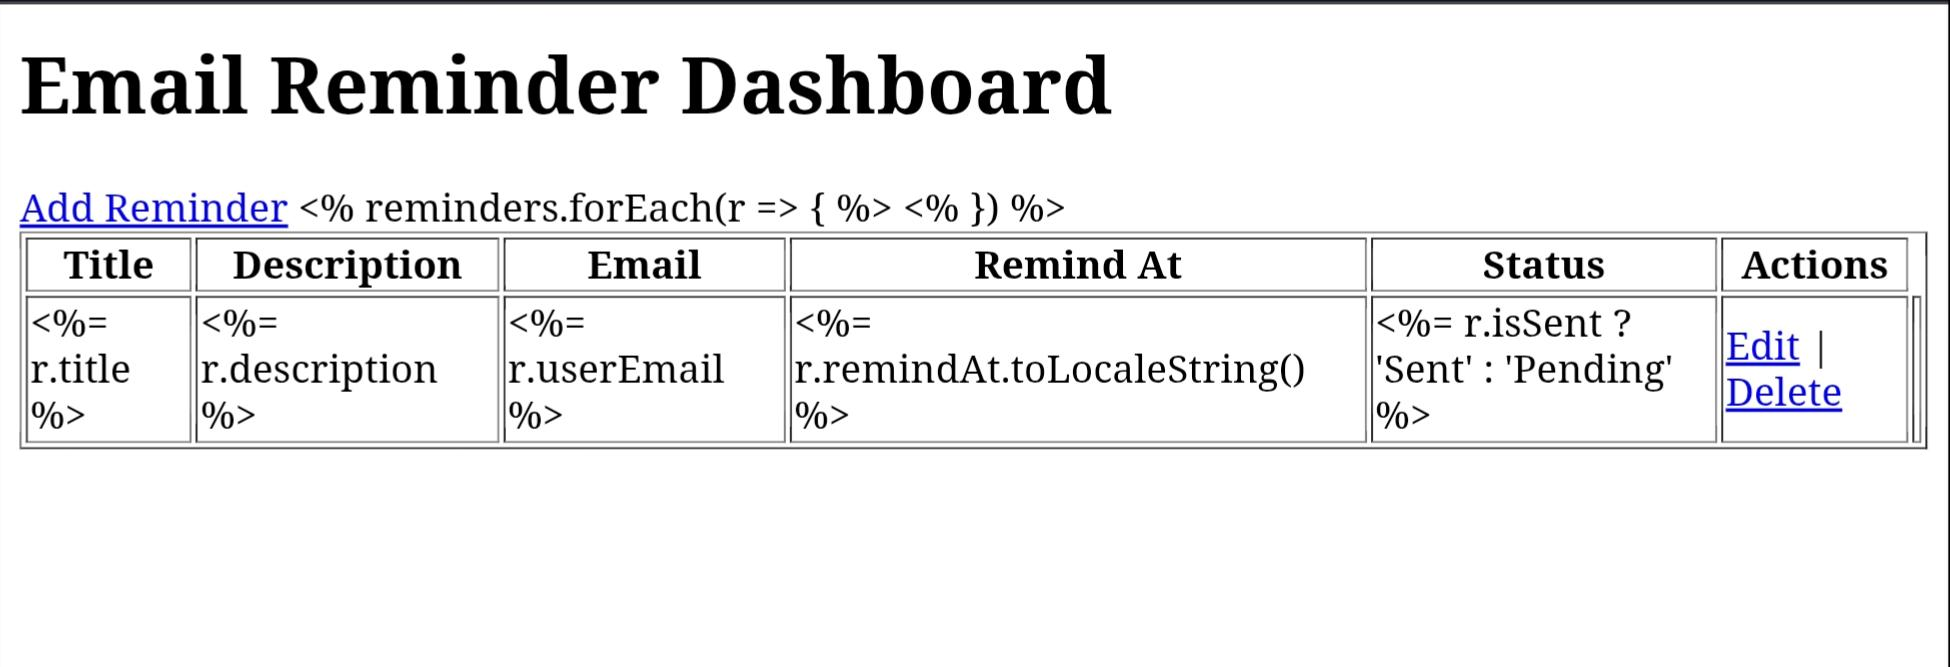 Email Reminder Dashboard
Add Reminder <% reminders.forEach(r => { %> <% }) %>
Title Description Email Remind At Status Actions
<%=
r.title
%>
<%=
r.description
%>
<%=
r.userEmail
%>
<%=
r.remindAt.toLocaleString()
%>
<%= r.isSent ?
'Sent' : 'Pending'
%>
Edit |
Delete